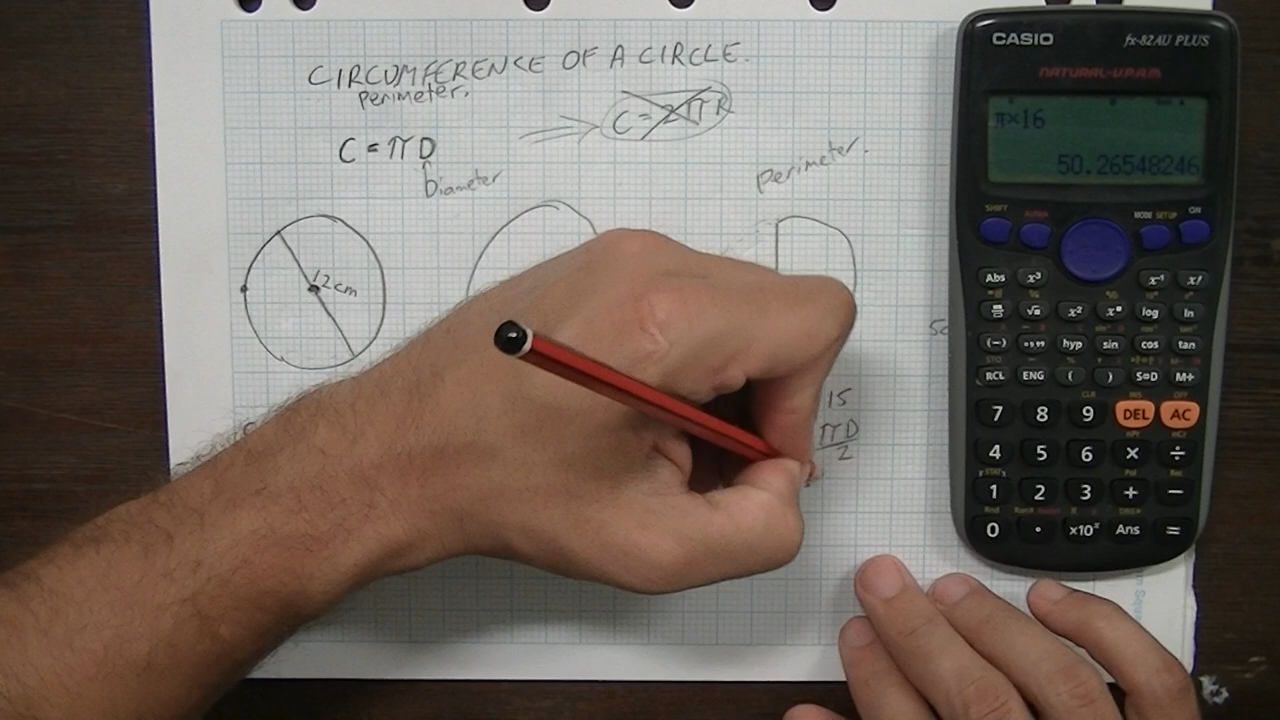 CIRCUMFERENCE OF A CIRCLE.
perimeter.
C = πD
C = 2πR
Diameter
perimeter.
12cm
15
πD
2
CASIO
fx-82AU PLUS
NATURAL-V.P.A.M.
π×16
50.26548246
SHIFT ALPHA MODE SETUP ON
Abs x³ x⁻¹ x!
x² log ln
(−) hyp sin cos tan
RCL ENG ( ) S⇔D M+
7 8 9 DEL AC
4 5 6 × ÷
1 2 3 + −
0 • ×10ˣ Ans =